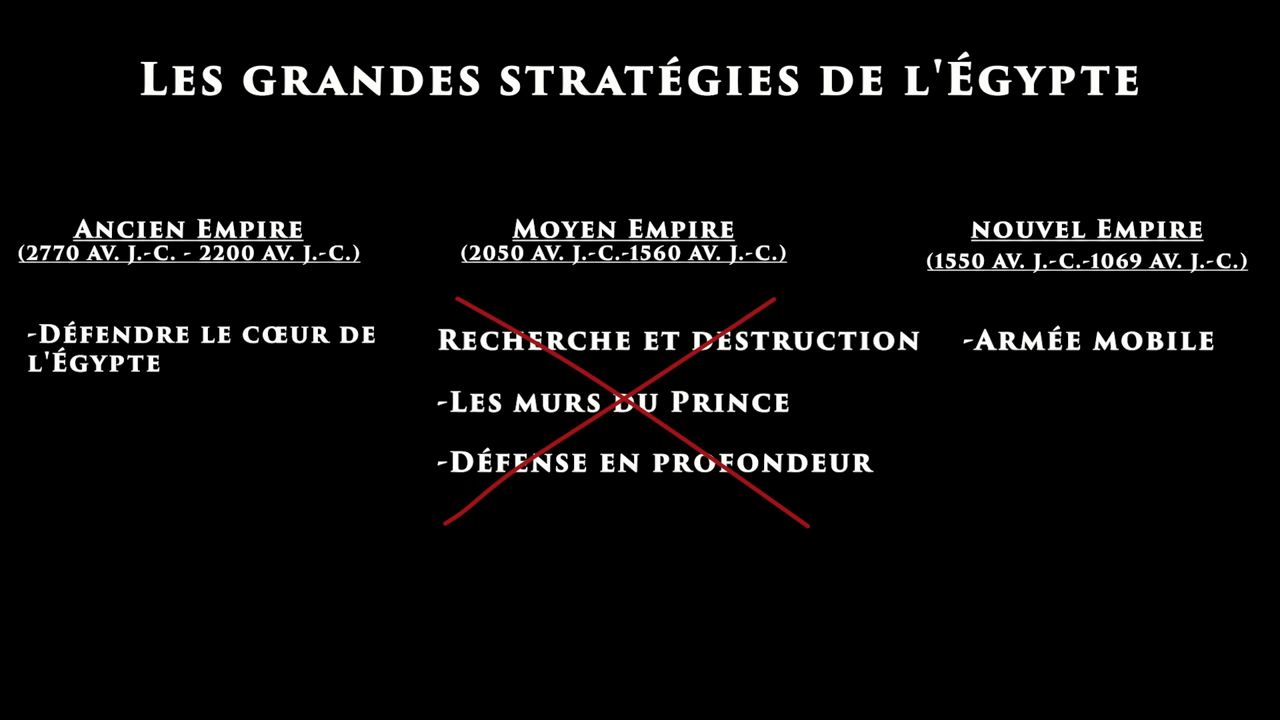 Les grandes stratégies de l'Égypte
Ancien Empire
(2770 av. J.-C. - 2200 av. J.-C.)
-Défendre le cœur de
l'Égypte
Moyen Empire
(2050 av. J.-C.-1560 av. J.-C.)
Recherche et destruction
-Les murs du Prince
-Défense en profondeur
nouvel Empire
(1550 av. J.-C.-1069 av. J.-C.)
-Armée mobile